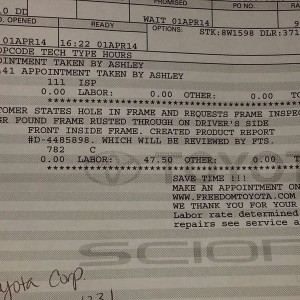 PROMISED
PO NO.
RA
. OPENED
READY
WAIT 01APR14
OPTIONS:
STK:8W1598 DLR:371
01APR14
16:22 01APR14
OPCODE TECH TYPE HOURS
INTMENT TAKEN BY ASHLEY
41 APPOINTMENT TAKEN BY ASHLEY
111 ISP
0.00 LABOR: 0.00 OTHER: 0.00 T
TOMER STATES HOLE IN FRAME AND REQUESTS FRAME INSPEC
R FOUND FRAME RUSTED THROUGH ON DRIVER'S SIDE
FRONT INSIDE FRAME. CREATED PRODUCT REPORT
#D-4485898. WHICH WILL BE REVIEWED BY FTS.
782 C
0.00 LABOR: 47.50 OTHER: 0.00 TO
SAVE TIME !!!
MAKE AN APPOINTMENT ON
WWW.FREEDOMTOYOTA.COM
WE THANK YOU FOR YOUR
Labor rate determined
repairs see service a
SCION
yota Corp.